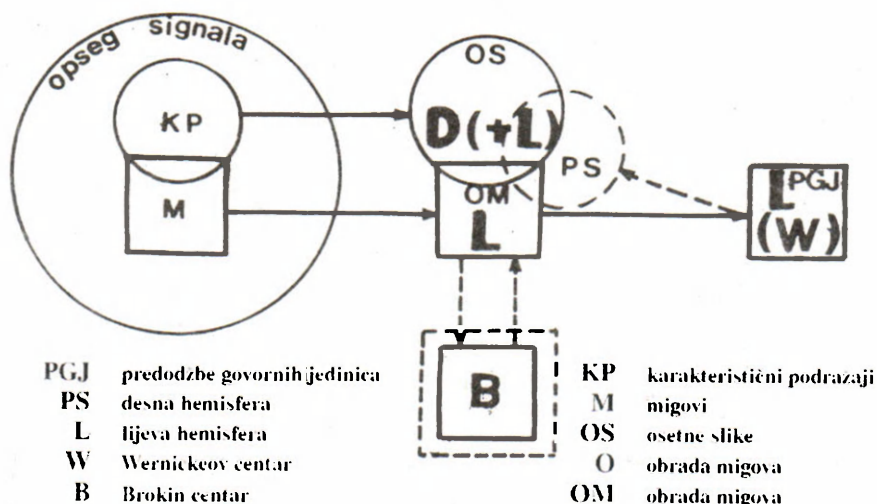 opseg signala
KP
M
OS
D(+L)
PS
OM
L
L PGJ
(W)
B
PGJ predodžbe govornih jedinica
PS desna hemisfera
L lijeva hemisfera
W Wernickeov centar
B Brokin centar
KP karakteristični podražaji
M migovi
OS osetne slike
O obrada migova
OM obrada migova